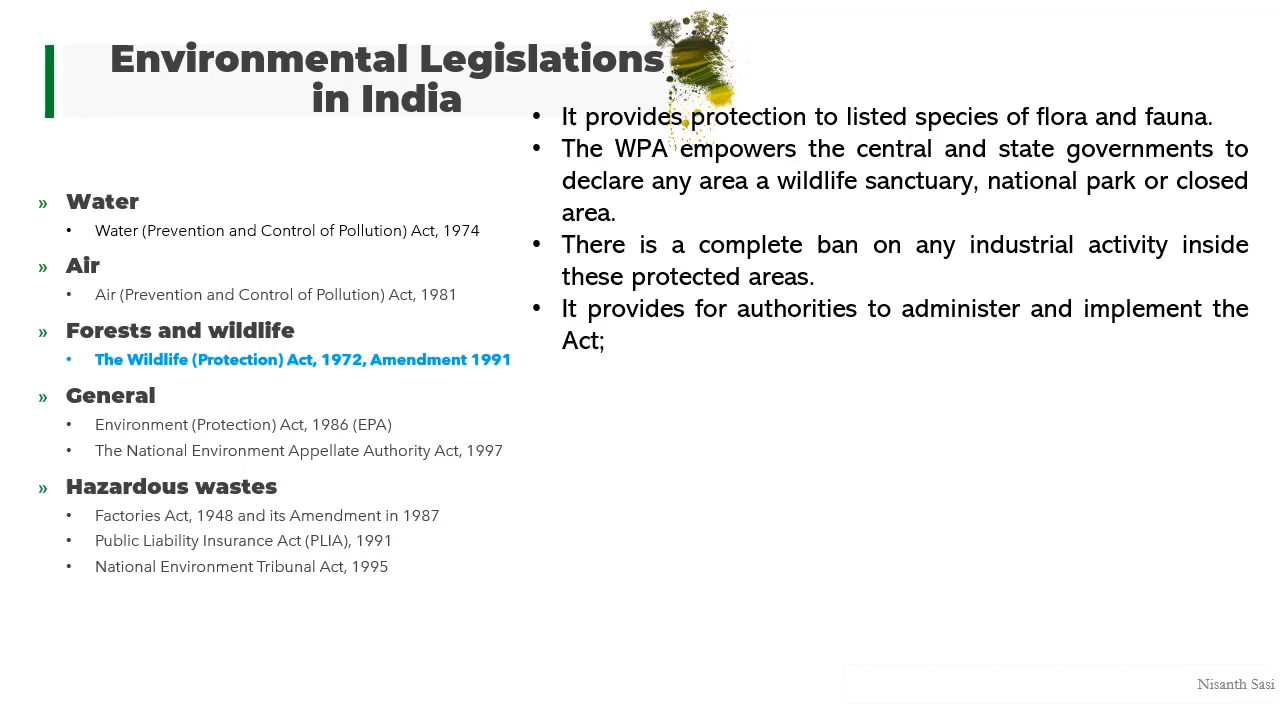 Environmental Legislations
in India
» Water
• Water (Prevention and Control of Pollution) Act, 1974
» Air
• Air (Prevention and Control of Pollution) Act, 1981
» Forests and wildlife
• The Wildlife (Protection) Act, 1972, Amendment 1991
» General
• Environment (Protection) Act, 1986 (EPA)
• The National Environment Appellate Authority Act, 1997
» Hazardous wastes
• Factories Act, 1948 and its Amendment in 1987
• Public Liability Insurance Act (PLIA), 1991
• National Environment Tribunal Act, 1995
• It provides protection to listed species of flora and fauna.
• The WPA empowers the central and state governments to
declare any area a wildlife sanctuary, national park or closed
area.
• There is a complete ban on any industrial activity inside
these protected areas.
• It provides for authorities to administer and implement the
Act;
Nisanth Sasi